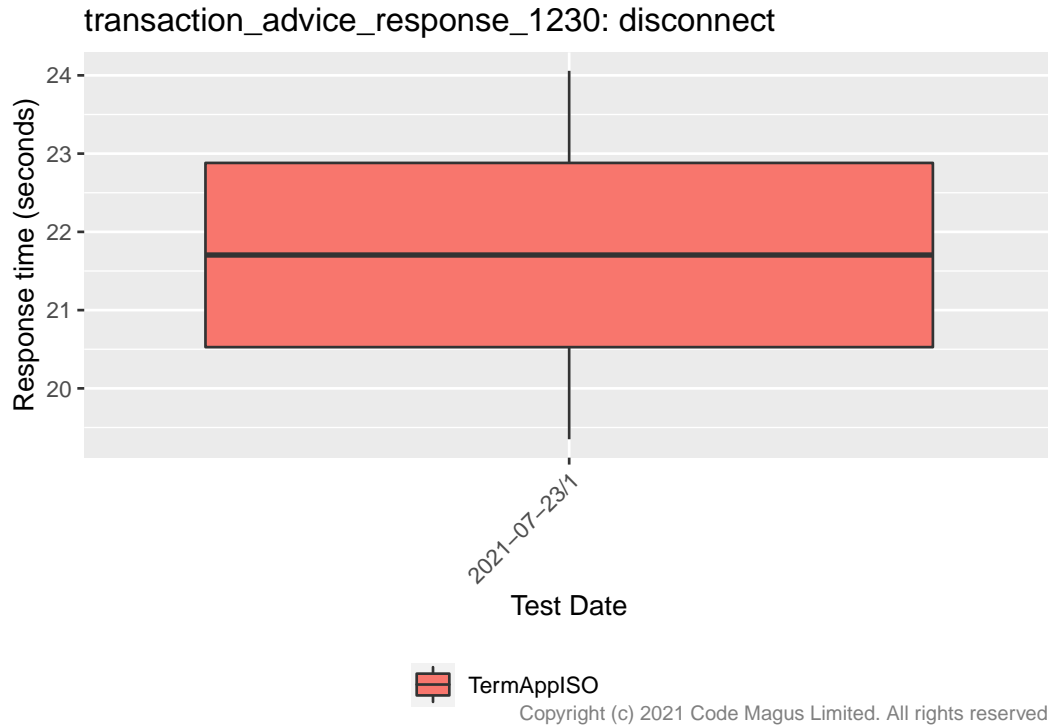 transaction_advice_response_1230: disconnect
Response time (seconds)
24
23
22
21
20
2021−07−23/1
Test Date
TermAppISO
Copyright (c) 2021 Code Magus Limited. All rights reserved